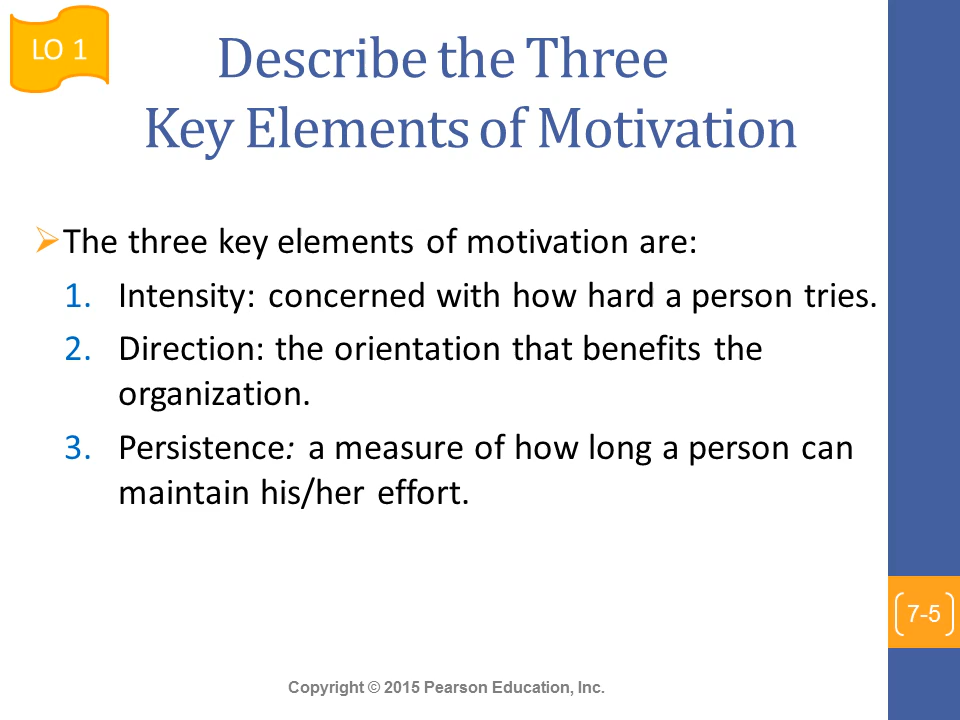 LO 1
Describe the Three
Key Elements of Motivation
The three key elements of motivation are:
1. Intensity: concerned with how hard a person tries.
2. Direction: the orientation that benefits the
organization.
3. Persistence: a measure of how long a person can
maintain his/her effort.
7-5
Copyright © 2015 Pearson Education, Inc.